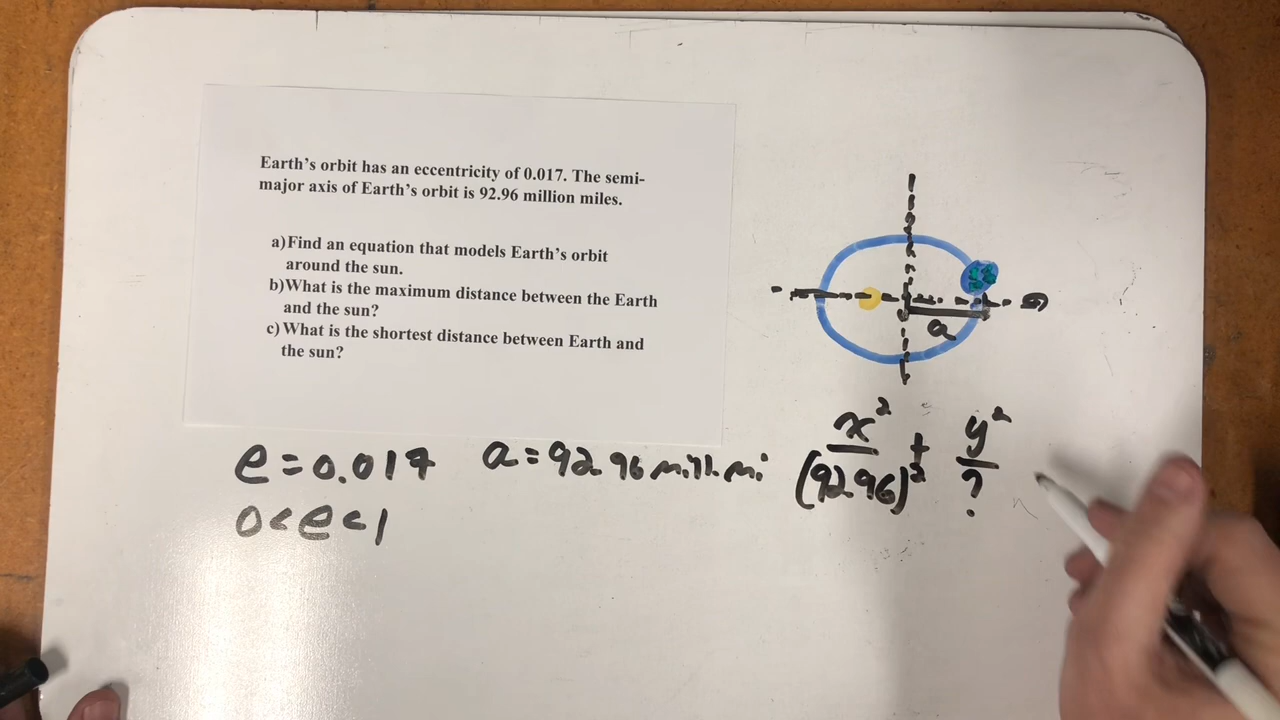 Earth's orbit has an eccentricity of 0.017. The semi-
major axis of Earth's orbit is 92.96 million miles.
a)Find an equation that models Earth's orbit
around the sun.
b)What is the maximum distance between the Earth
and the sun?
c) What is the shortest distance between Earth and
the sun?
a
e = 0.017 a = 92.96 mill. mi
0 < e < 1
x² / (92.96)² + y² / ?